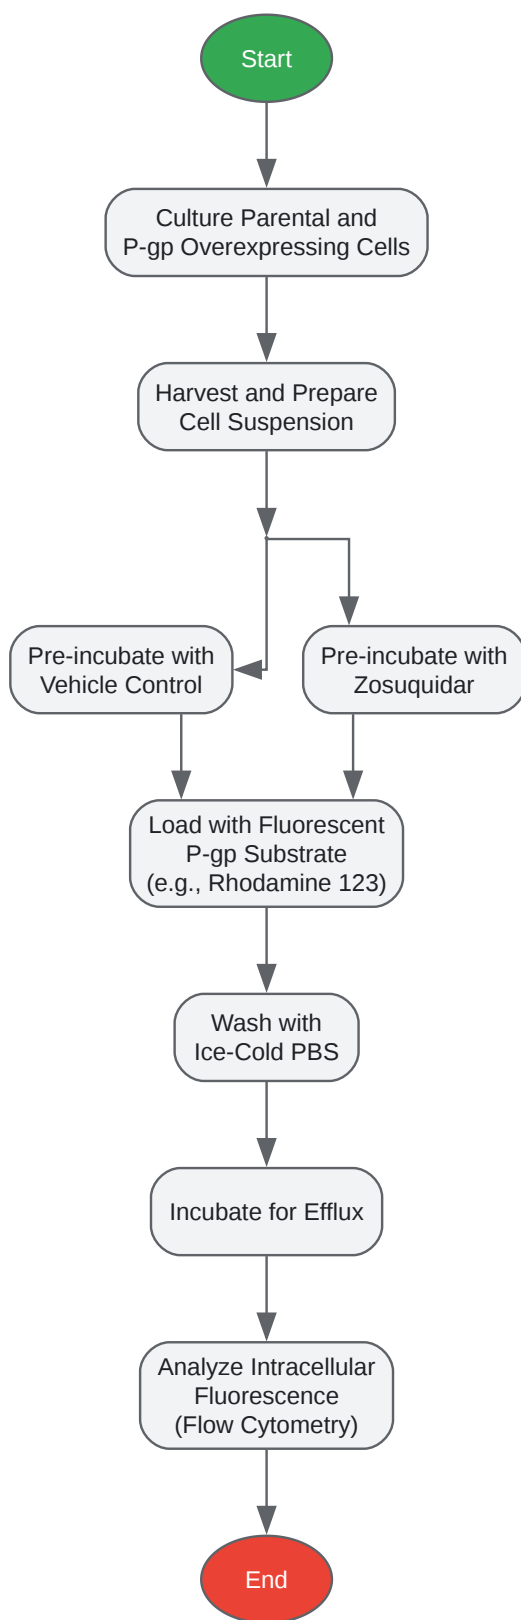 Start
Culture Parental and
P-gp Overexpressing Cells
Harvest and Prepare
Cell Suspension
Pre-incubate with
Vehicle Control
Pre-incubate with
Zosuquidar
Load with Fluorescent
P-gp Substrate
(e.g., Rhodamine 123)
Wash with
Ice-Cold PBS
Incubate for Efflux
Analyze Intracellular
Fluorescence
(Flow Cytometry)
End